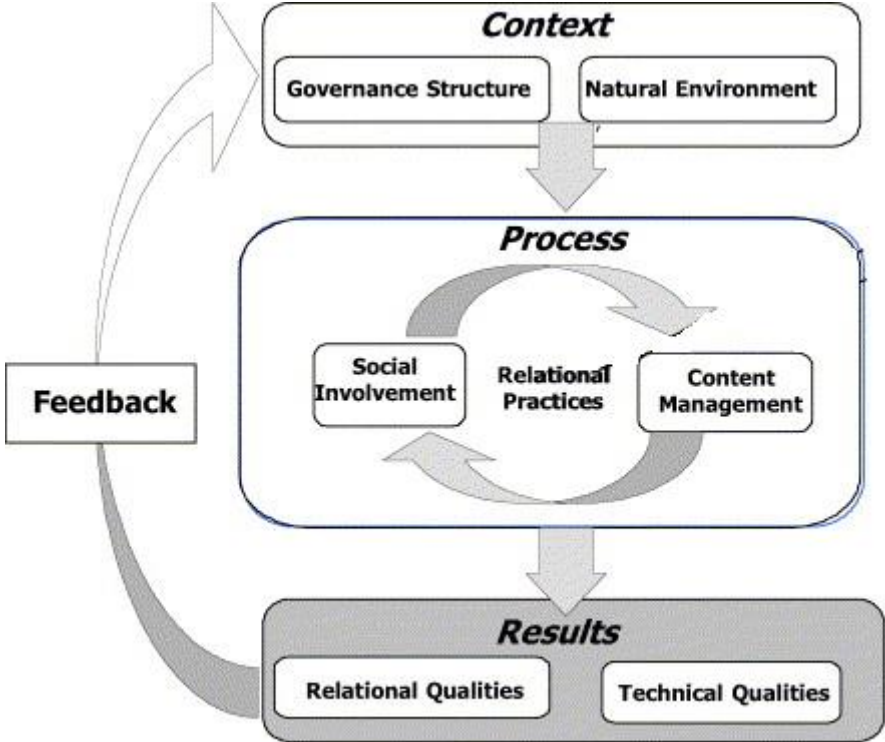 Context
Governance Structure
Natural Environment
Process
Social
Involvement
Relational
Practices
Content
Management
Feedback
Results
Relational Qualities
Technical Qualities